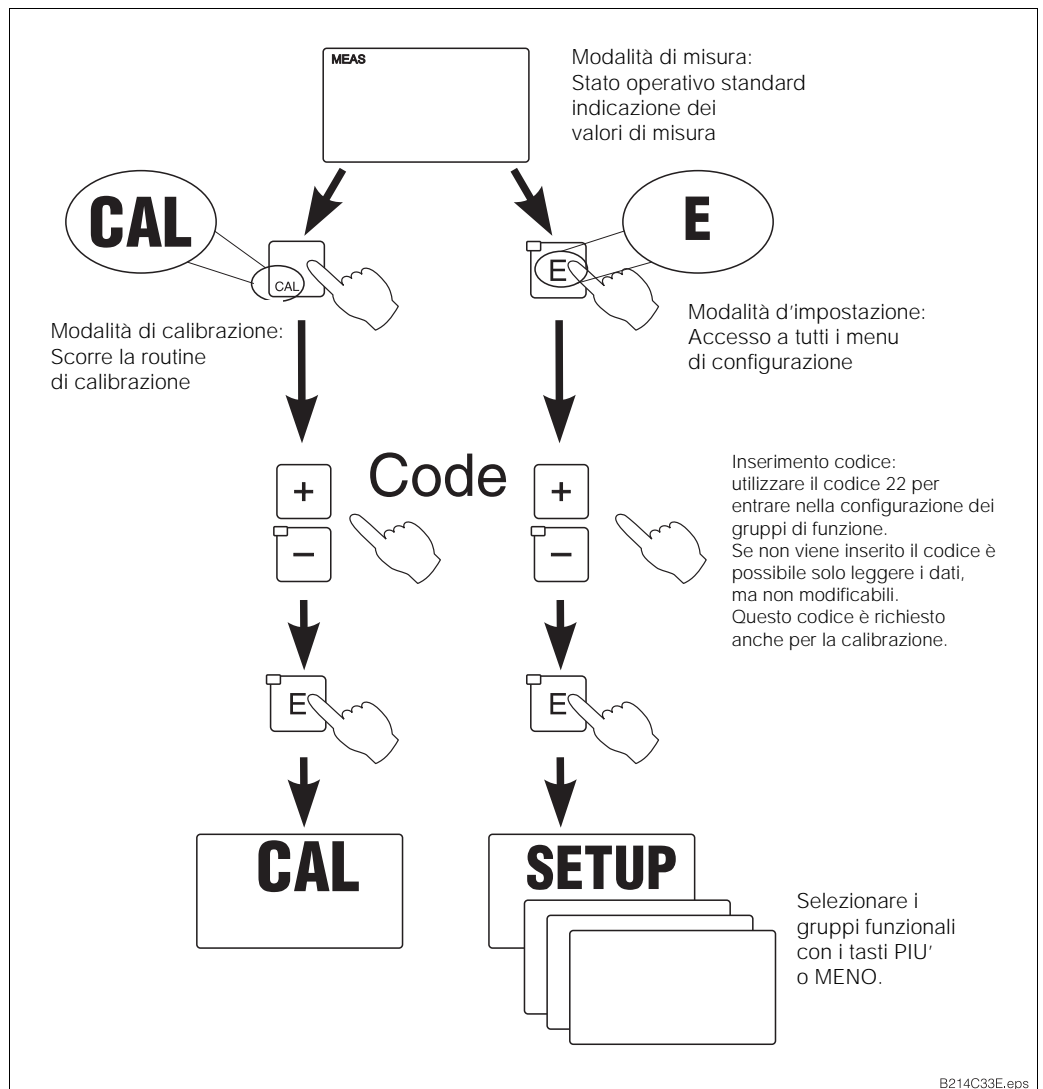 MEAS
Modalità di misura:
Stato operativo standard
indicazione dei
valori di misura
CAL
E
CAL
E
Modalità di calibrazione:
Scorre la routine
di calibrazione
Modalità d'impostazione:
Accesso a tutti i menu
di configurazione
+
−
Code
+
−
Inserimento codice:
utilizzare il codice 22 per
entrare nella configurazione dei
gruppi di funzione.
Se non viene inserito il codice è
possibile solo leggere i dati,
ma non modificabili.
Questo codice è richiesto
anche per la calibrazione.
E
E
CAL
SETUP
Selezionare i
gruppi funzionali
con i tasti PIU'
o MENO.
B214C33E.eps